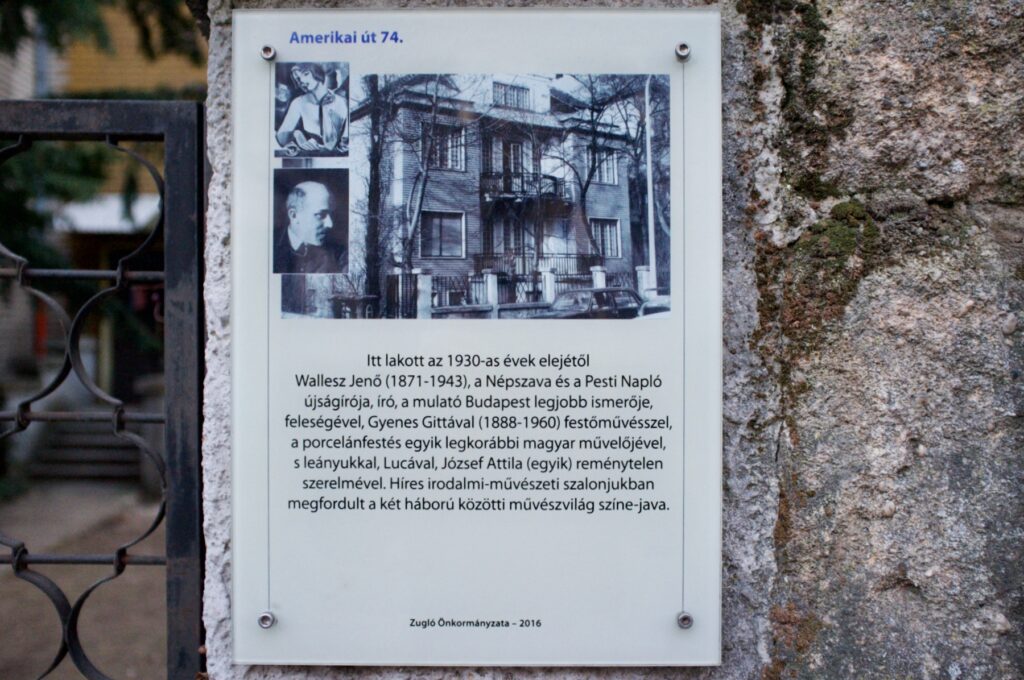 Amerikai út 74.
Itt lakott az 1930-as évek elejétől
Wallesz Jenő (1871-1943), a Népszava és a Pesti Napló
újságírója, író, a mulató Budapest legjobb ismerője,
feleségével, Gyenes Gittával (1888-1960) festőművésszel,
a porcelánfestés egyik legkorábbi magyar művelőjével,
s leányukkal, Lucával, József Attila (egyik) reménytelen
szerelmével. Híres irodalmi-művészeti szalonjukban
megfordult a két háború közötti művészvilág színe-java.
Zugló Önkormányzata – 2016